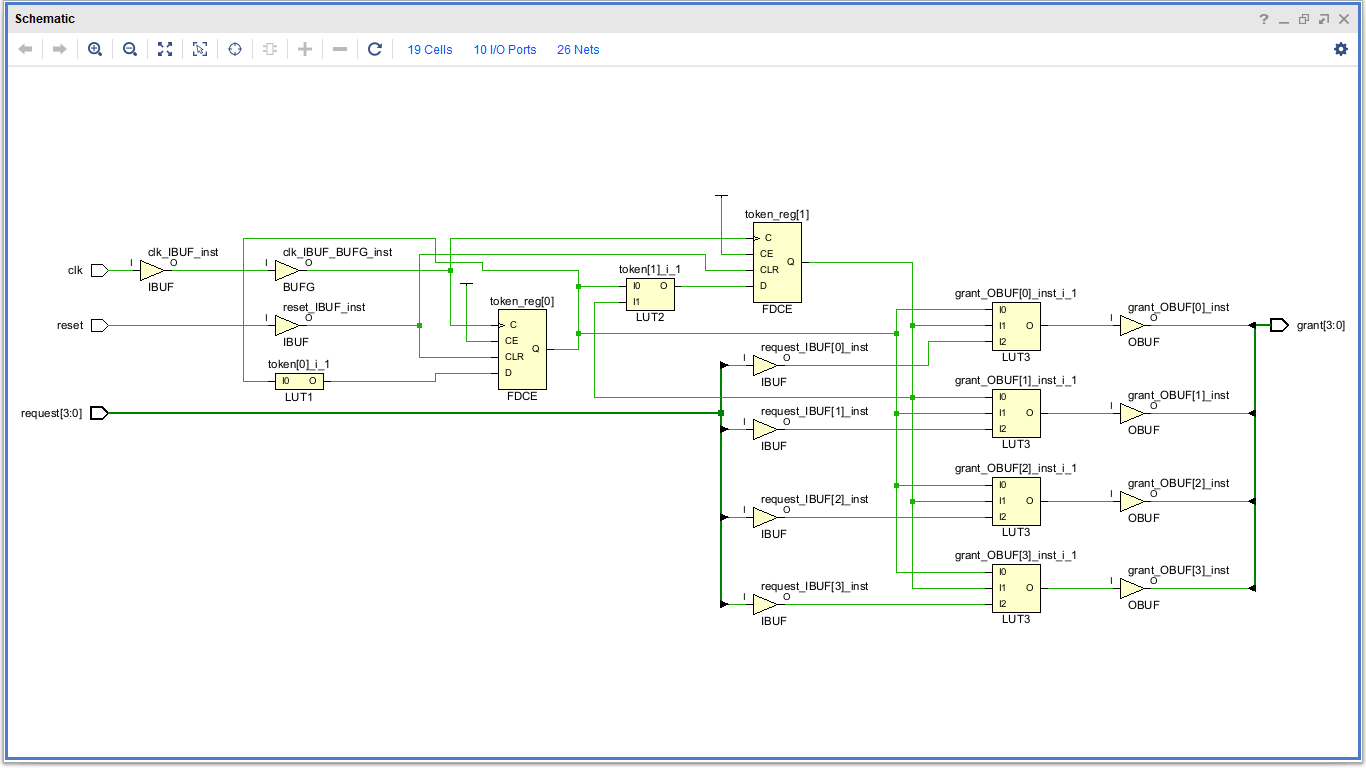 Schematic
19 Cells 10 I/O Ports 26 Nets
token_reg[1]
C
CE
CLR
D
Q
FDCE
clk
clk_IBUF_inst
I O
IBUF
clk_IBUF_BUFG_inst
I O
BUFG
token[1]_i_1
I0 O
I1
LUT2
reset
reset_IBUF_inst
I O
IBUF
token_reg[0]
C
CE
CLR
D
Q
FDCE
token[0]_i_1
I0 O
LUT1
request[3:0]
request_IBUF[0]_inst
I O
IBUF
request_IBUF[1]_inst
I O
IBUF
request_IBUF[2]_inst
I O
IBUF
request_IBUF[3]_inst
I O
IBUF
grant_OBUF[0]_inst_i_1
I0
I1 O
I2
LUT3
grant_OBUF[0]_inst
I O
OBUF
grant[3:0]
grant_OBUF[1]_inst_i_1
I0
I1 O
I2
LUT3
grant_OBUF[1]_inst
I O
OBUF
grant_OBUF[2]_inst_i_1
I0
I1 O
I2
LUT3
grant_OBUF[2]_inst
I O
OBUF
grant_OBUF[3]_inst_i_1
I0
I1 O
I2
LUT3
grant_OBUF[3]_inst
I O
OBUF